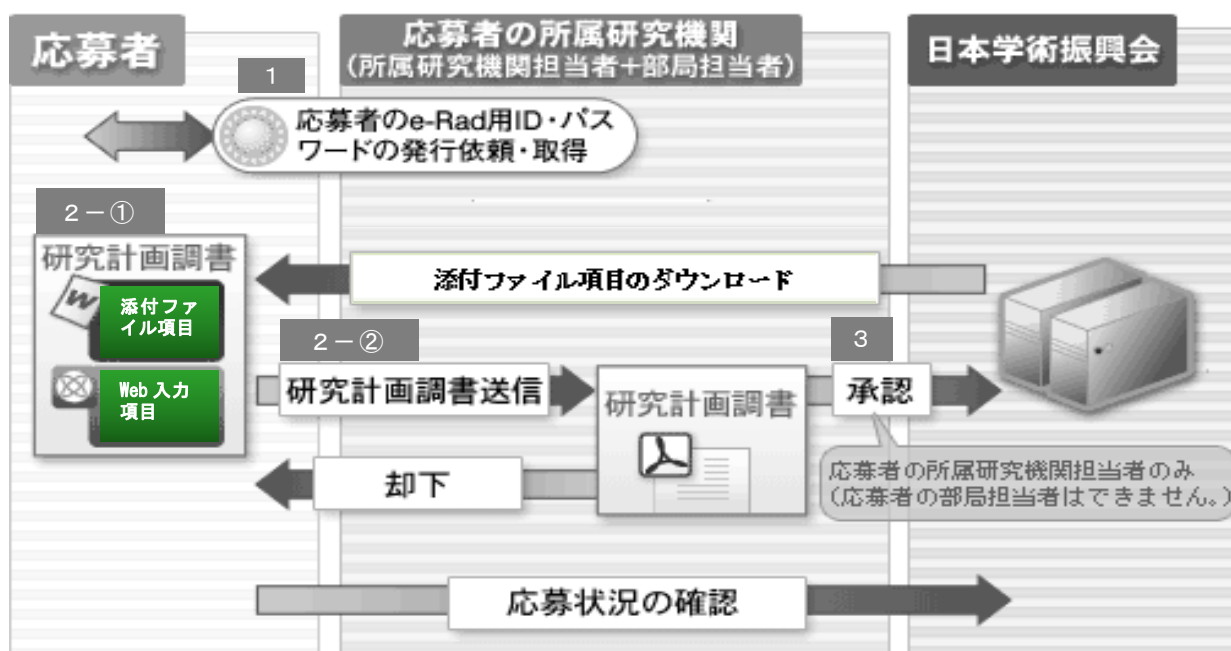 応募者
応募者の所属研究機関
(所属研究機関担当者+部局担当者)
日本学術振興会
1
応募者のe-Rad用ID・パス
ワードの発行依頼・取得
2－①
研究計画調書
W
添付ファ
イル項目
Web 入力
項目
添付ファイル項目のダウンロード
2－②
研究計画調書送信
研究計画調書
3
承認
応募者の所属研究機関担当者のみ
(応募者の部局担当者はできません。)
却下
応募状況の確認